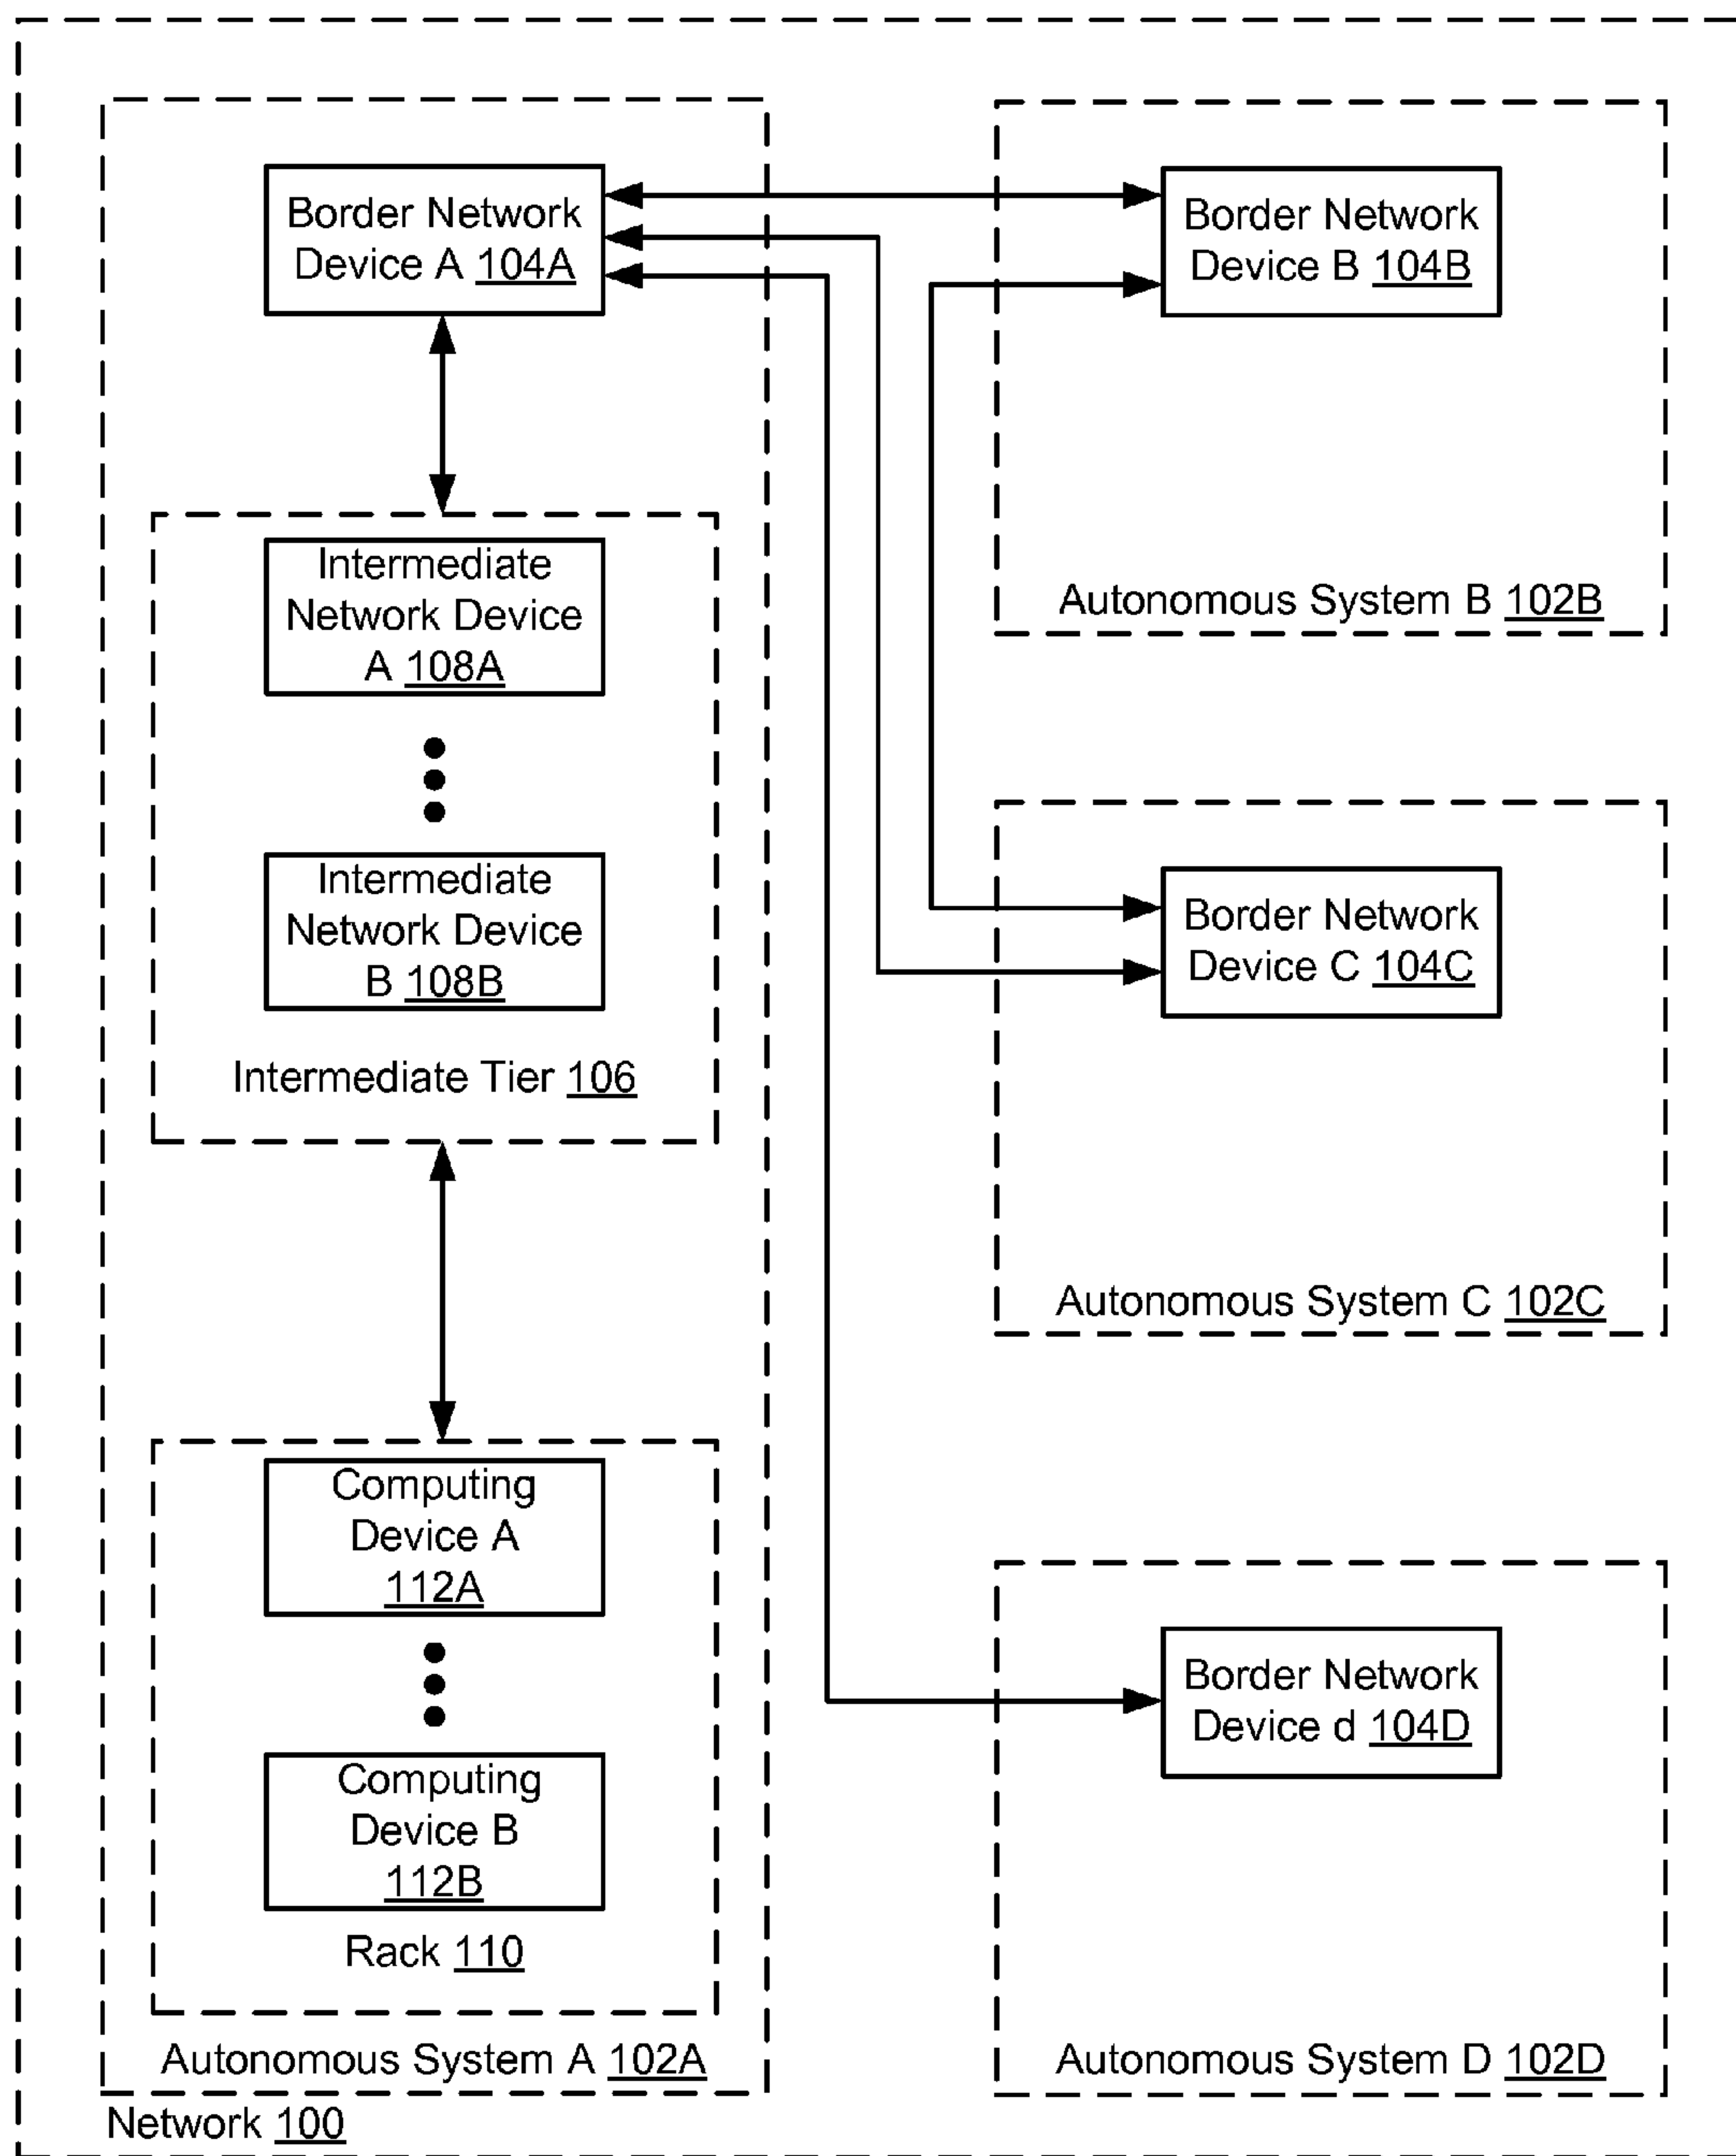 Border Network
Device A 104A
Intermediate
Network Device
A 108A
Intermediate
Network Device
B 108B
Intermediate Tier 106
Computing
Device A
112A
Computing
Device B
112B
Rack 110
Autonomous System A 102A
Border Network
Device B 104B
Autonomous System B 102B
Border Network
Device C 104C
Autonomous System C 102C
Border Network
Device d 104D
Autonomous System D 102D
Network 100